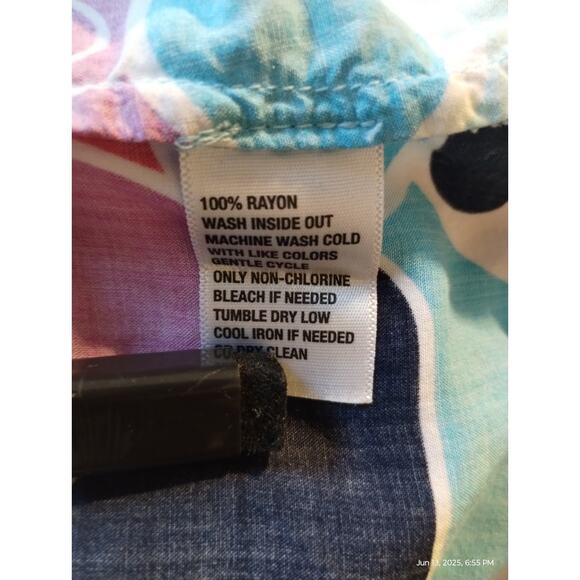 100% RAYON
WASH INSIDE OUT
MACHINE WASH COLD
WITH LIKE COLORS
GENTLE CYCLE
ONLY NON-CHLORINE
BLEACH IF NEEDED
TUMBLE DRY LOW
COOL IRON IF NEEDED
OR DRY CLEAN
Jun 13, 2025, 6:55 PM